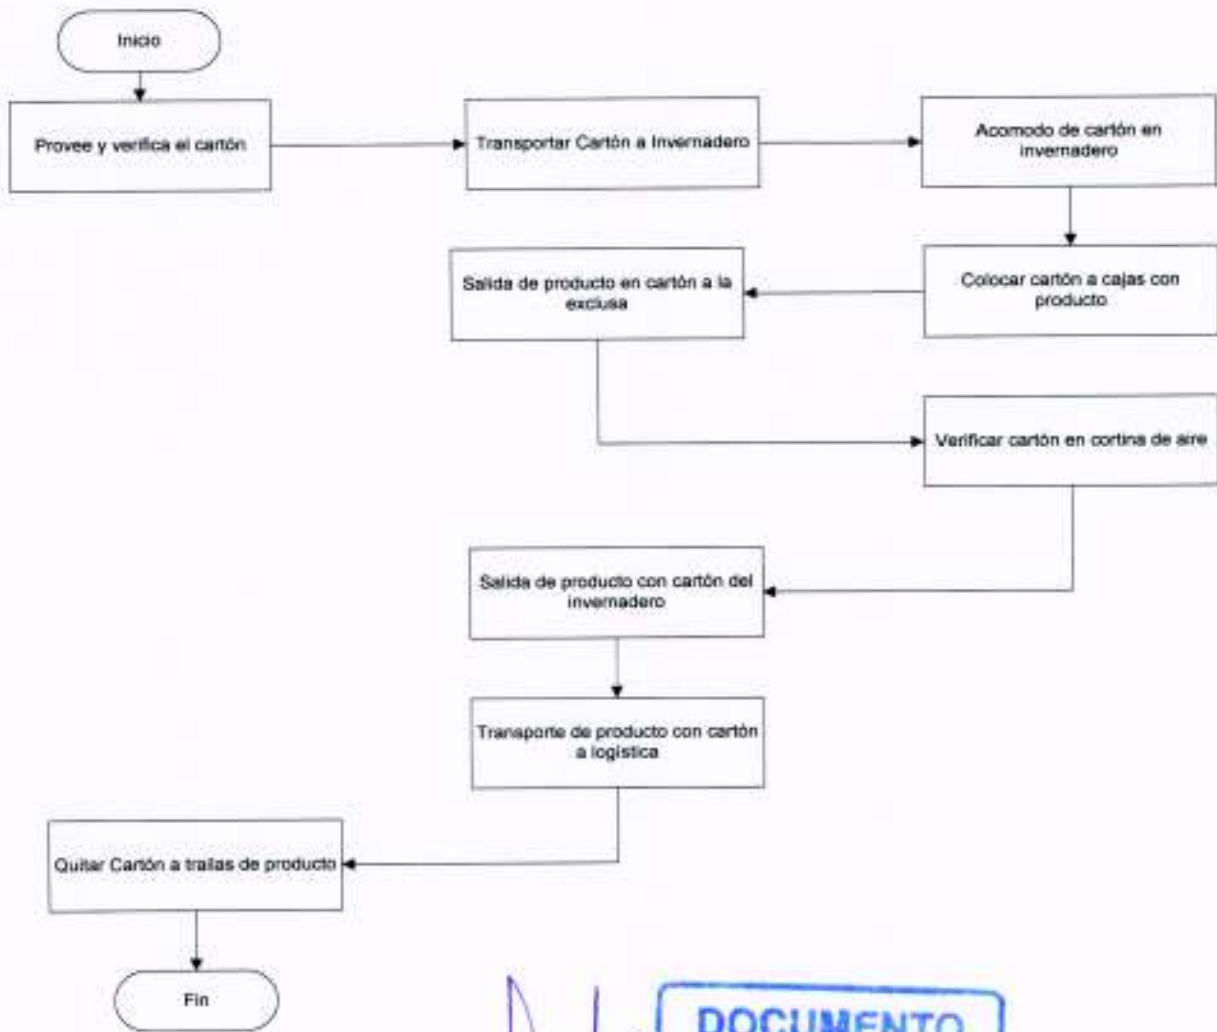 Inicio
Provee y verifica el cartón
Transportar Cartón a Invernadero
Acomodo de cartón en
invernadero
Colocar cartón a cajas con
producto
Salida de producto en cartón a la
exclusa
Verificar cartón en cortina de aire
Salida de producto con cartón del
invernadero
Transporte de producto con cartón
a logística
Quitar Cartón a trailas de producto
Fin
DOCUMENTO